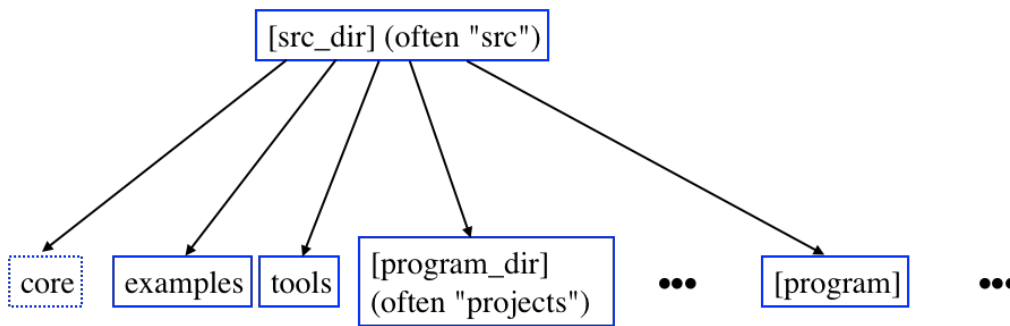 [src_dir] (often "src")
core
examples
tools
[program_dir]
(often "projects")
•••
[program]
•••